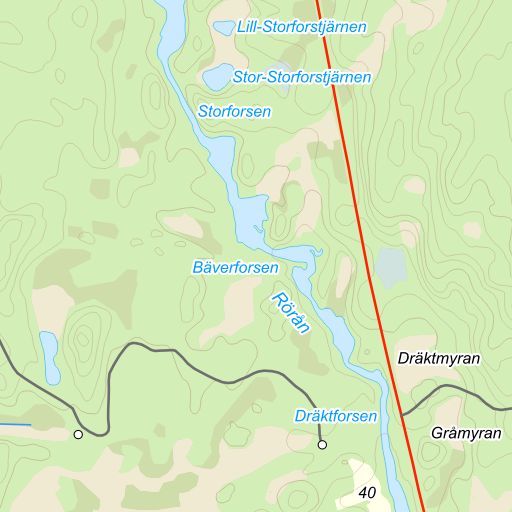 Lill-Storforstjärnen
Stor-Storforstjärnen
Storforsen
Bäverforsen
Rörån
Dräktmyran
Dräktforsen
Gråmyran
40